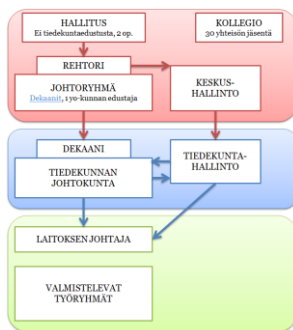 HALLITUS
Ei tiedekuntaedustusta, 2 op.
KOLLEGIO
30 yhteisön jäsentä
REHTORI
JOHTORYHMÄ
Dekaanit, 1 yo-kunnan edustaja
KESKUS-
HALLINTO
DEKAANI
TIEDEKUNNAN
JOHTOKUNTA
TIEDEKUNTA-
HALLINTO
LAITOKSEN JOHTAJA
VALMISTELEVAT
TYÖRYHMÄT